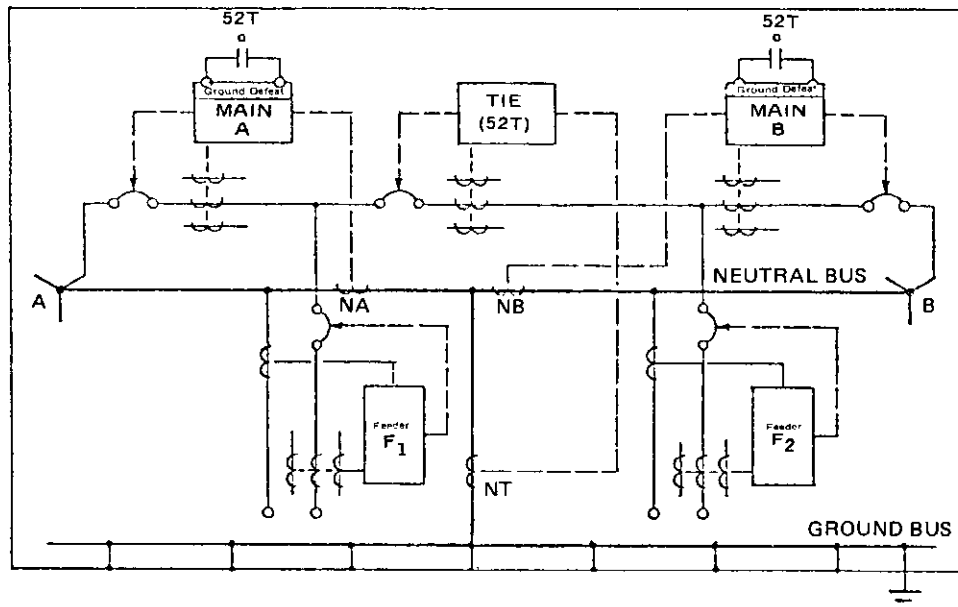 52T
52T
a
a
Ground Defeat
MAIN
A
TIE
(52T)
Ground Defeat
MAIN
B
NEUTRAL BUS
A
NA
NB
B
Feeder
F1
Feeder
F2
NT
GROUND BUS